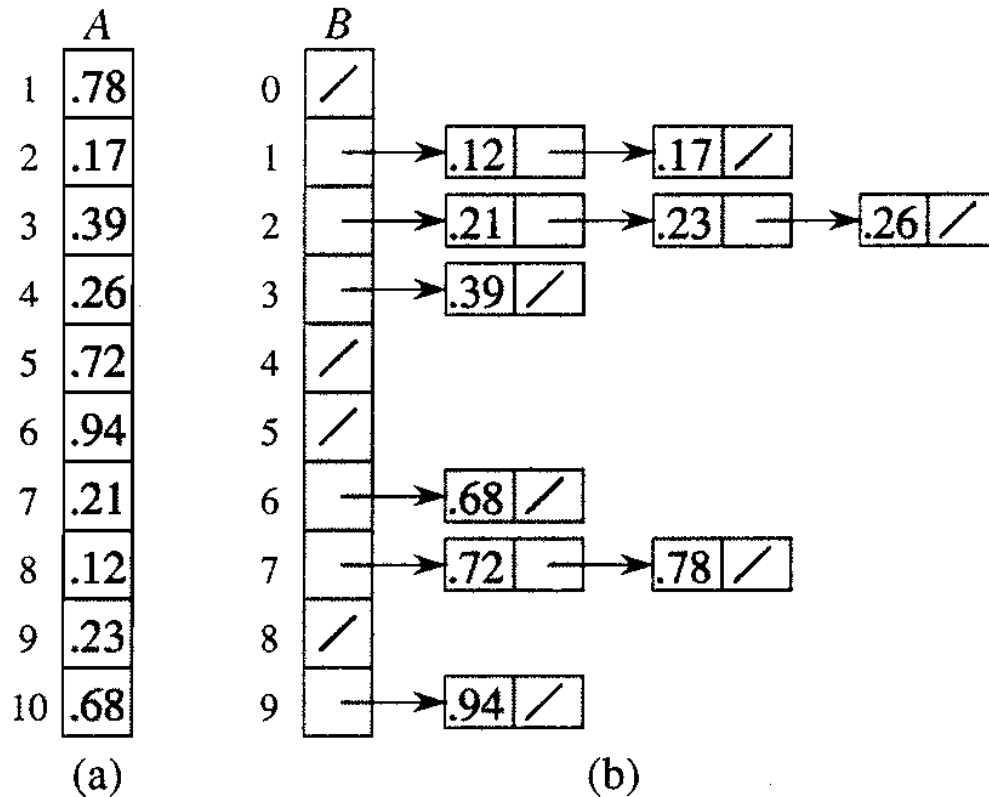 A B
1 .78 0
2 .17 1 .12 .17
3 .39 2 .21 .23 .26
4 .26 3 .39
5 .72 4
6 .94 5
7 .21 6 .68
8 .12 7 .72 .78
9 .23 8
10 .68 9 .94
(a) (b)